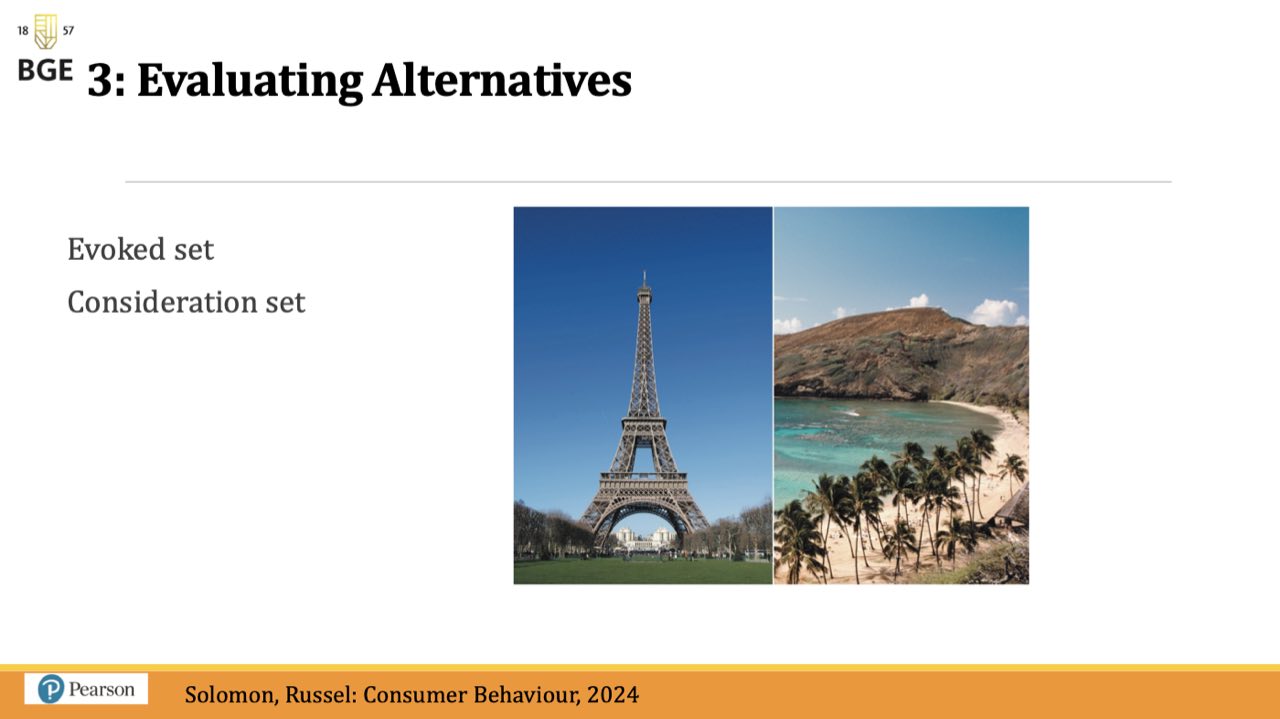 18 57
BGE
3: Evaluating Alternatives
Evoked set
Consideration set
Pearson
Solomon, Russel: Consumer Behaviour, 2024